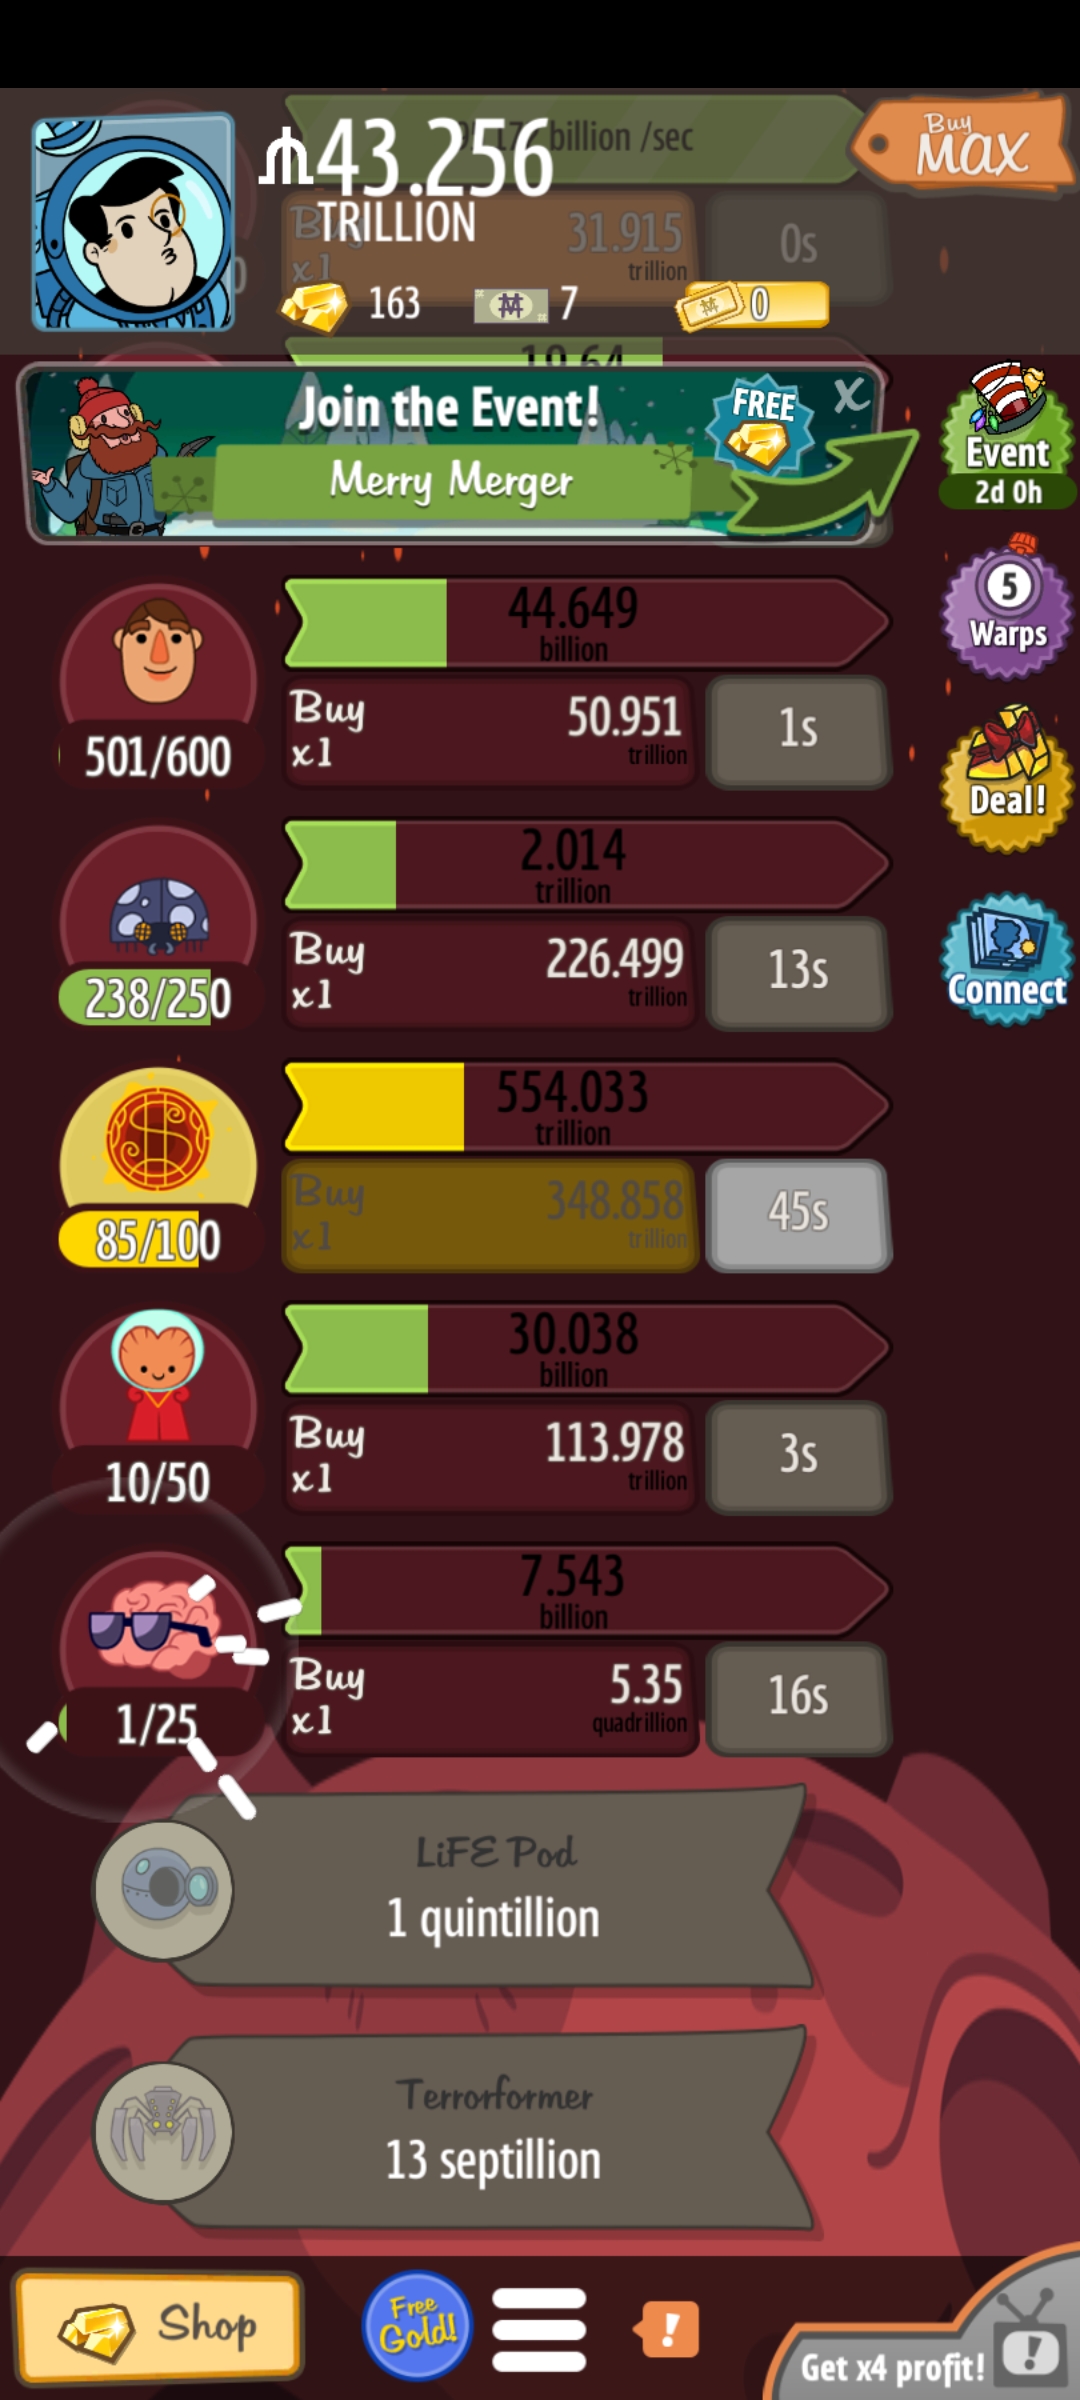 billion /sec
43.256
TRILLION
Buy
MAX
Buy
x1
31.915
trillion
0s
163
7
0
19.64
Join the Event!
Merry Merger
FREE
X
Event
2d 0h
44.649
billion
501/600
Buy
x1
50.951
trillion
1s
5
Warps
2.014
trillion
238/250
Buy
x1
226.499
trillion
13s
Deal!
Connect
554.033
trillion
85/100
Buy
x1
348.858
trillion
45s
30.038
billion
10/50
Buy
x1
113.978
trillion
3s
7.543
billion
1/25
Buy
x1
5.35
quadrillion
16s
LiFE Pod
1 quintillion
Terrorformer
13 septillion
Shop
Free
Gold!
!
Get x4 profit!
!